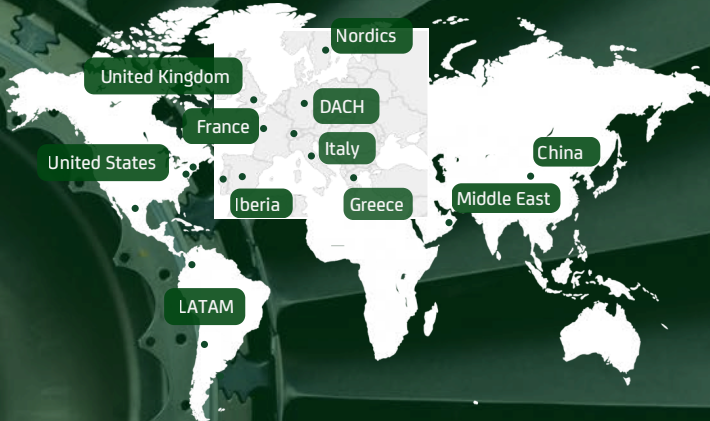 Nordics
United Kingdom
DACH
France
Italy
China
United States
Middle East
Iberia
Greece
LATAM